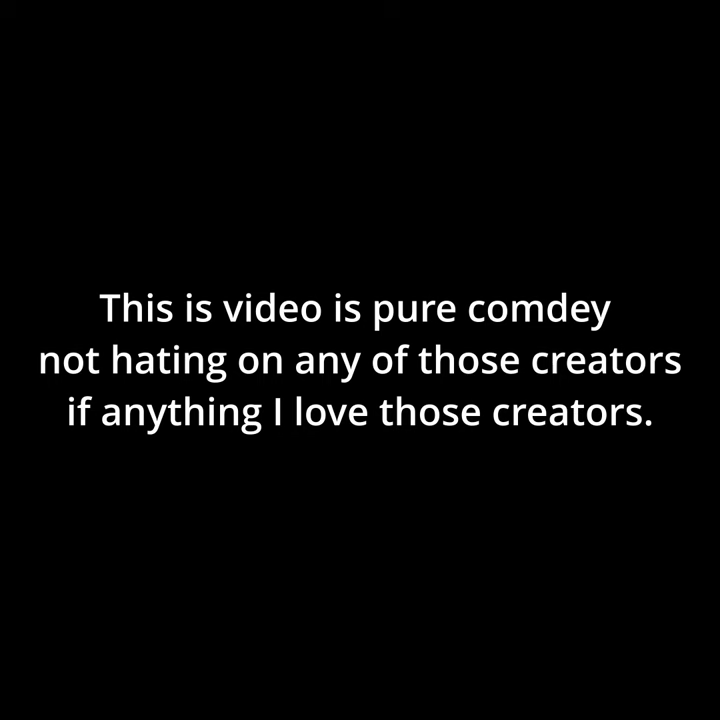 This is video is pure comdey
not hating on any of those creators
if anything I love those creators.